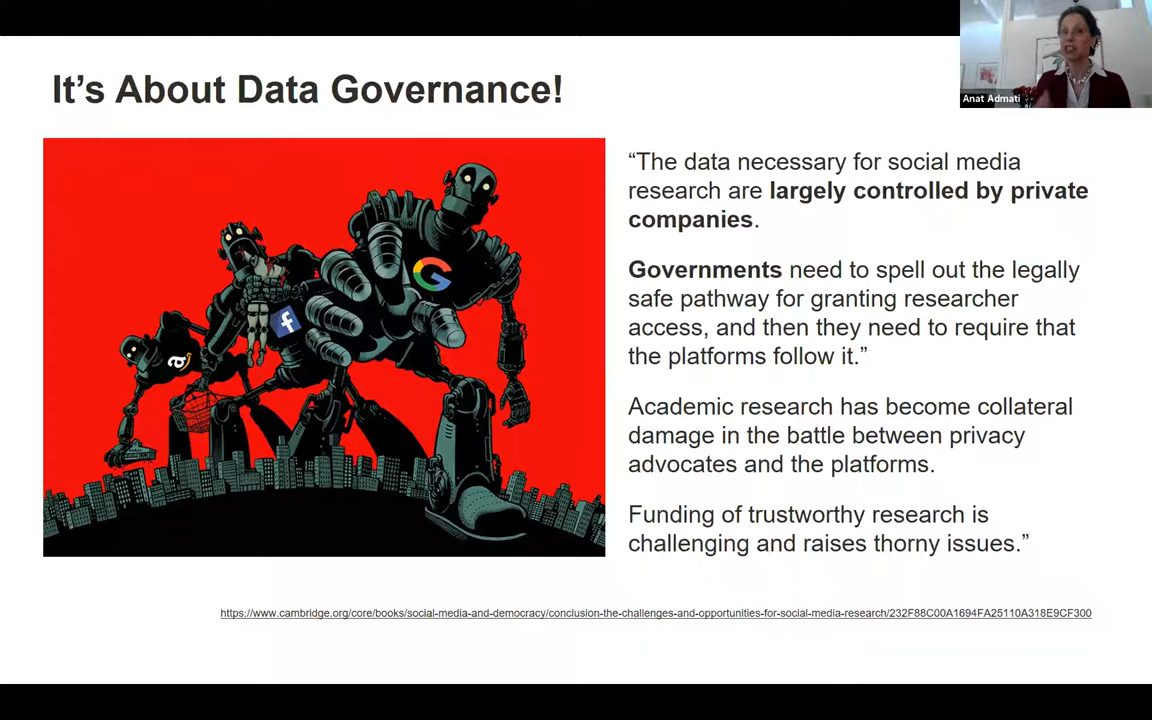 Anat Admati
It’s About Data Governance!
“The data necessary for social media
research are largely controlled by private
companies.
Governments need to spell out the legally
safe pathway for granting researcher
access, and then they need to require that
the platforms follow it.”
Academic research has become collateral
damage in the battle between privacy
advocates and the platforms.
Funding of trustworthy research is
challenging and raises thorny issues.”
a
f
G
https://www.cambridge.org/core/books/social-media-and-democracy/conclusion-the-challenges-and-opportunities-for-social-media-research/232F88C00A1694FA25110A318E9CF300